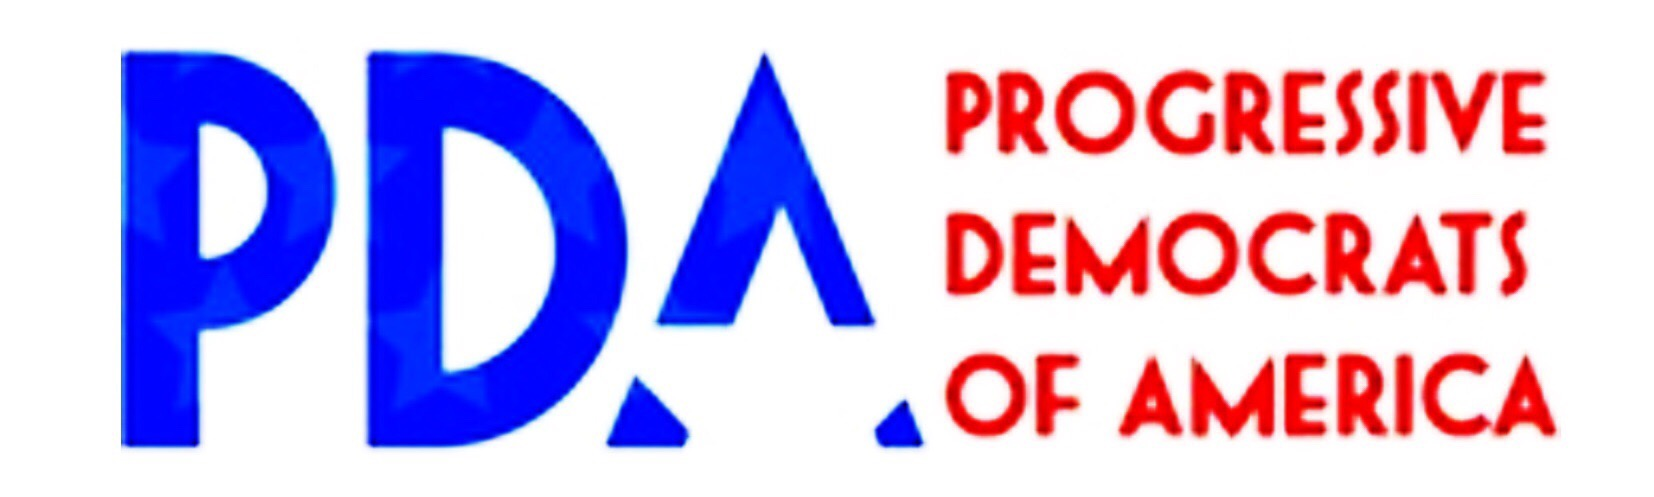 PDA
PROGRESSIVE
DEMOCRATS
OF AMERICA